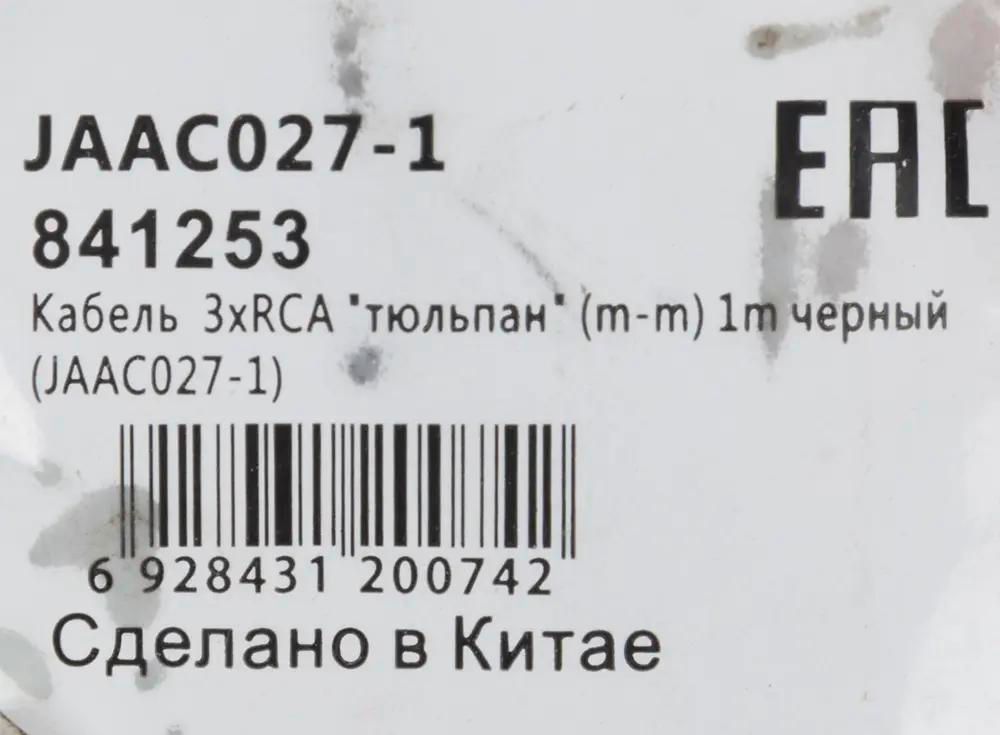 JAAC027-1
EAC
841253
Кабель 3xRCA "тюльпан" (m-m) 1m черный
(JAAC027-1)
6 928431 200742
Сделано в Китае